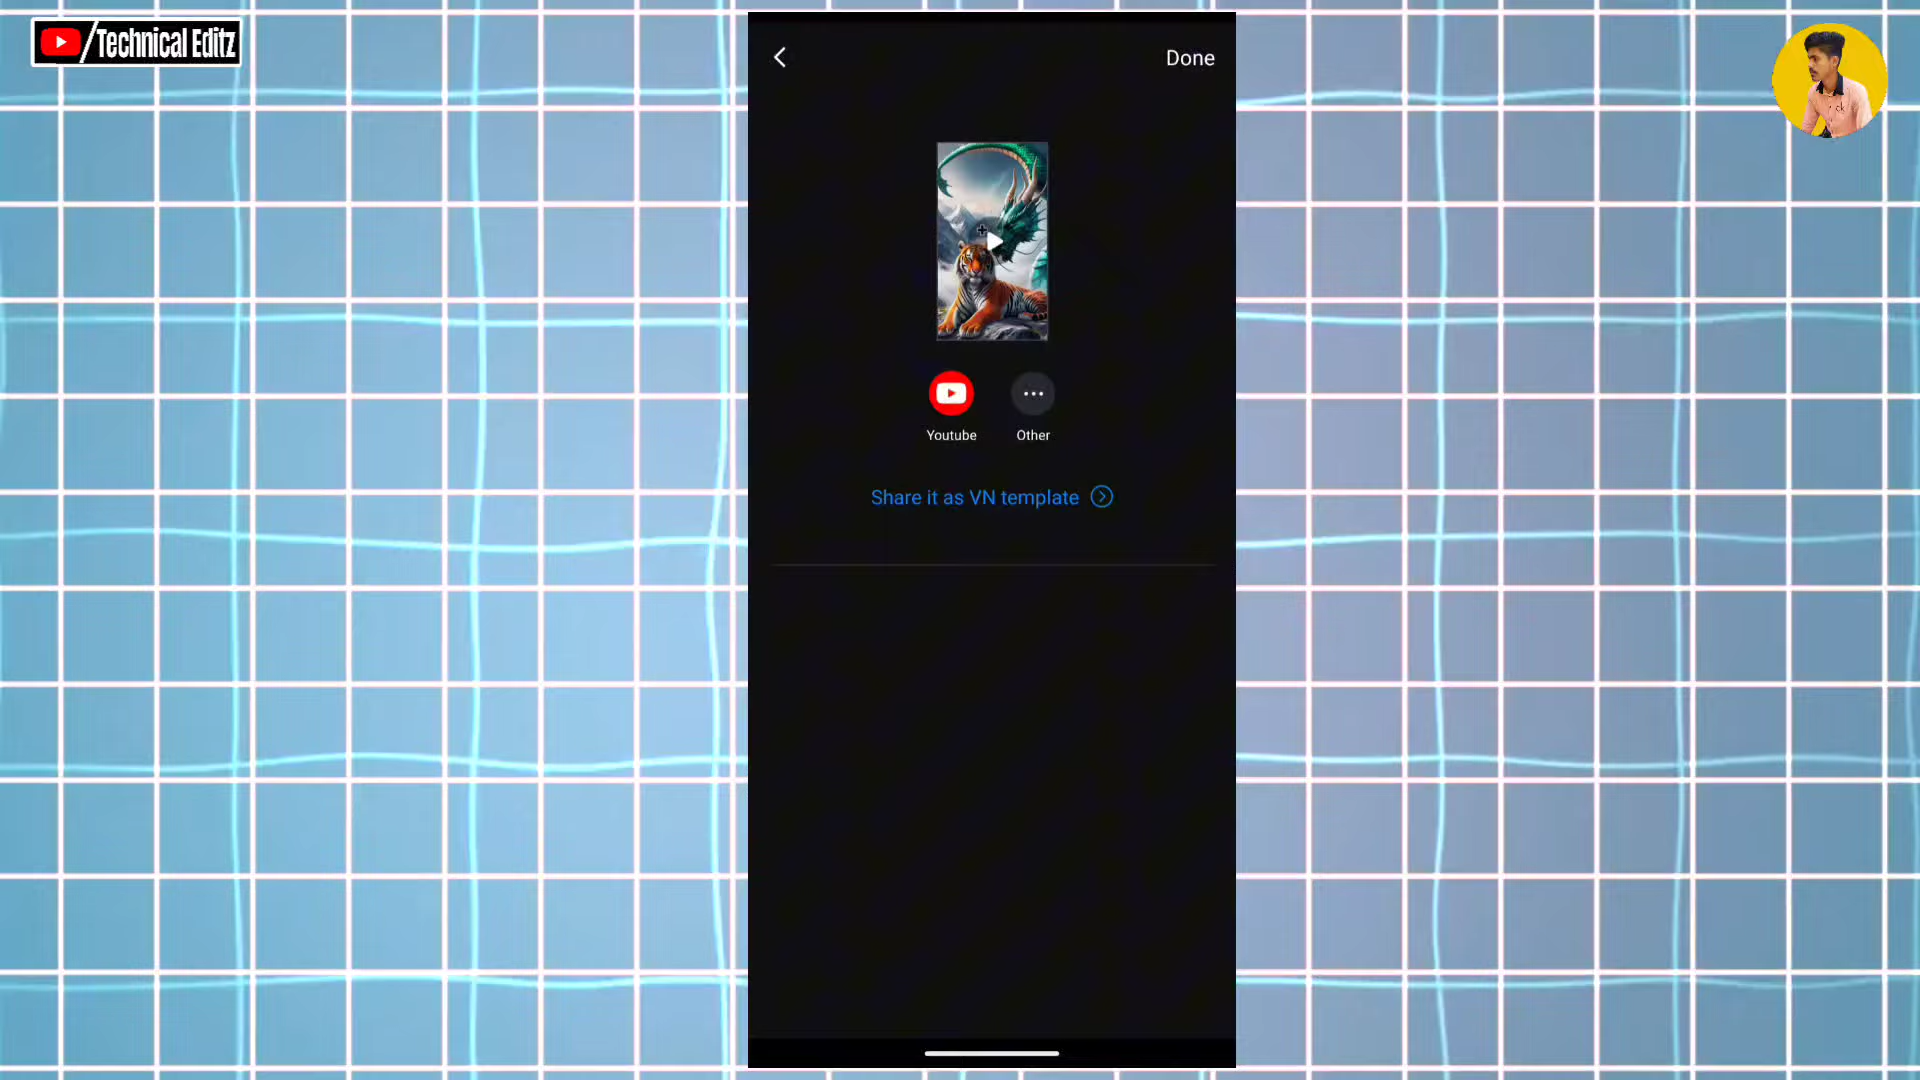 /Technical Editz
Done
Youtube
Other
Share it as VN template